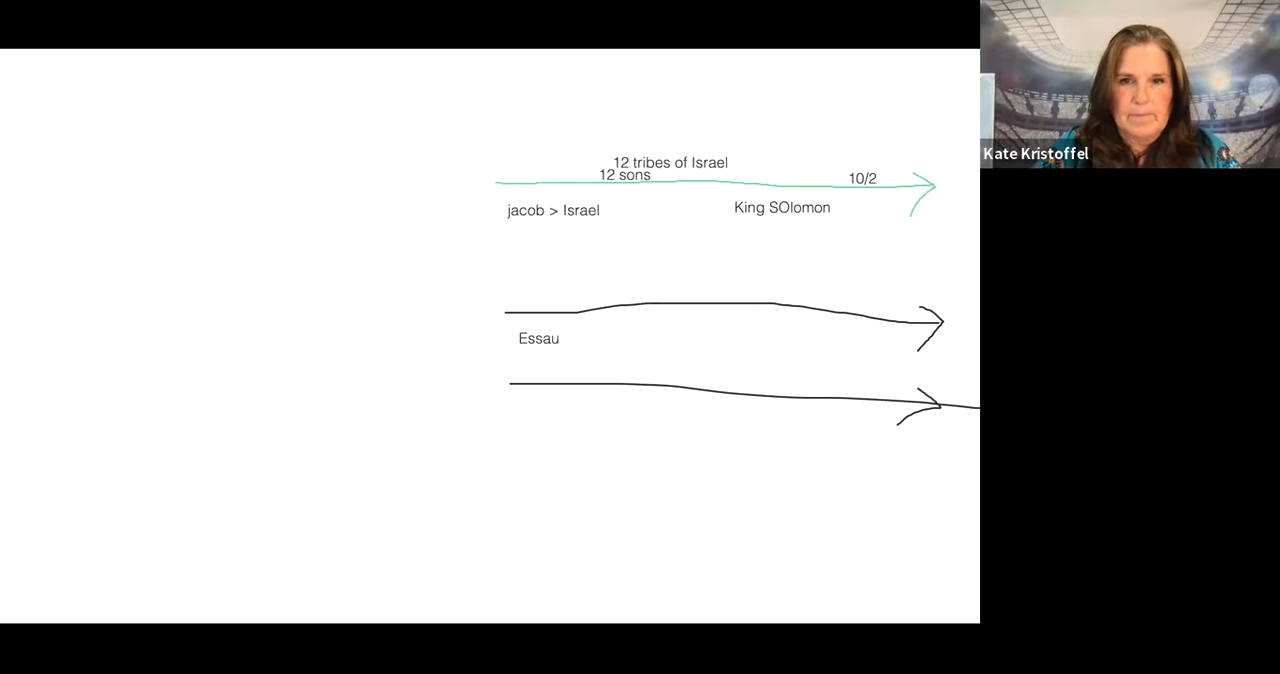 12 tribes of Israel
12 sons
10/2
jacob > Israel
King SOlomon
Essau
Kate Kristoffel